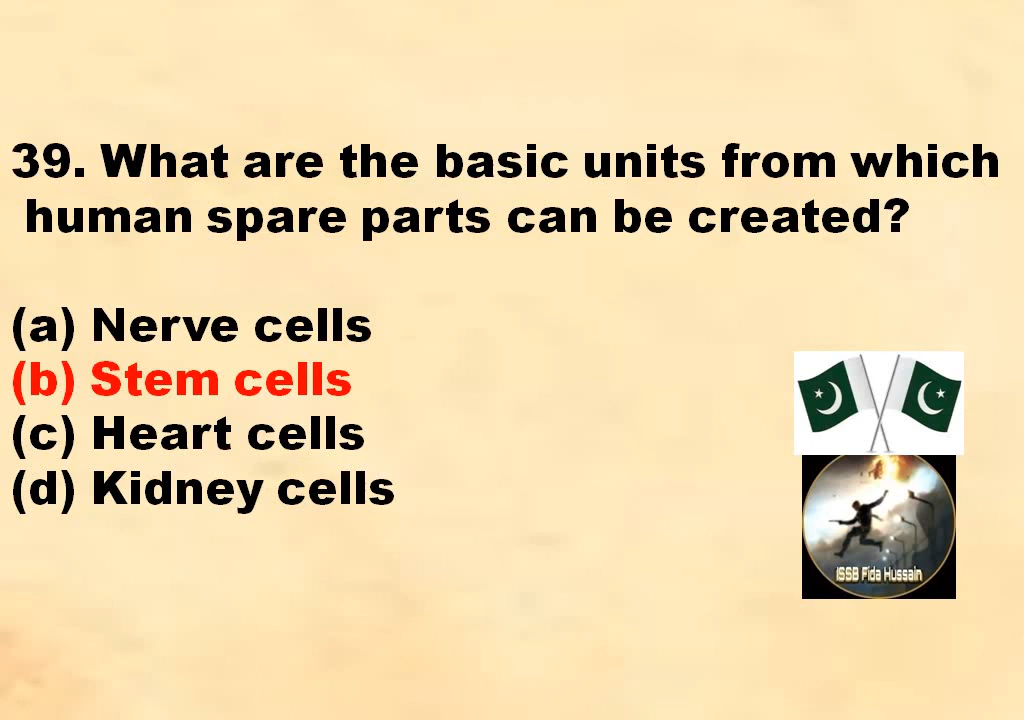 39. What are the basic units from which
human spare parts can be created?
(a) Nerve cells
(b) Stem cells
(c) Heart cells
(d) Kidney cells
ISSB Fida Hussain